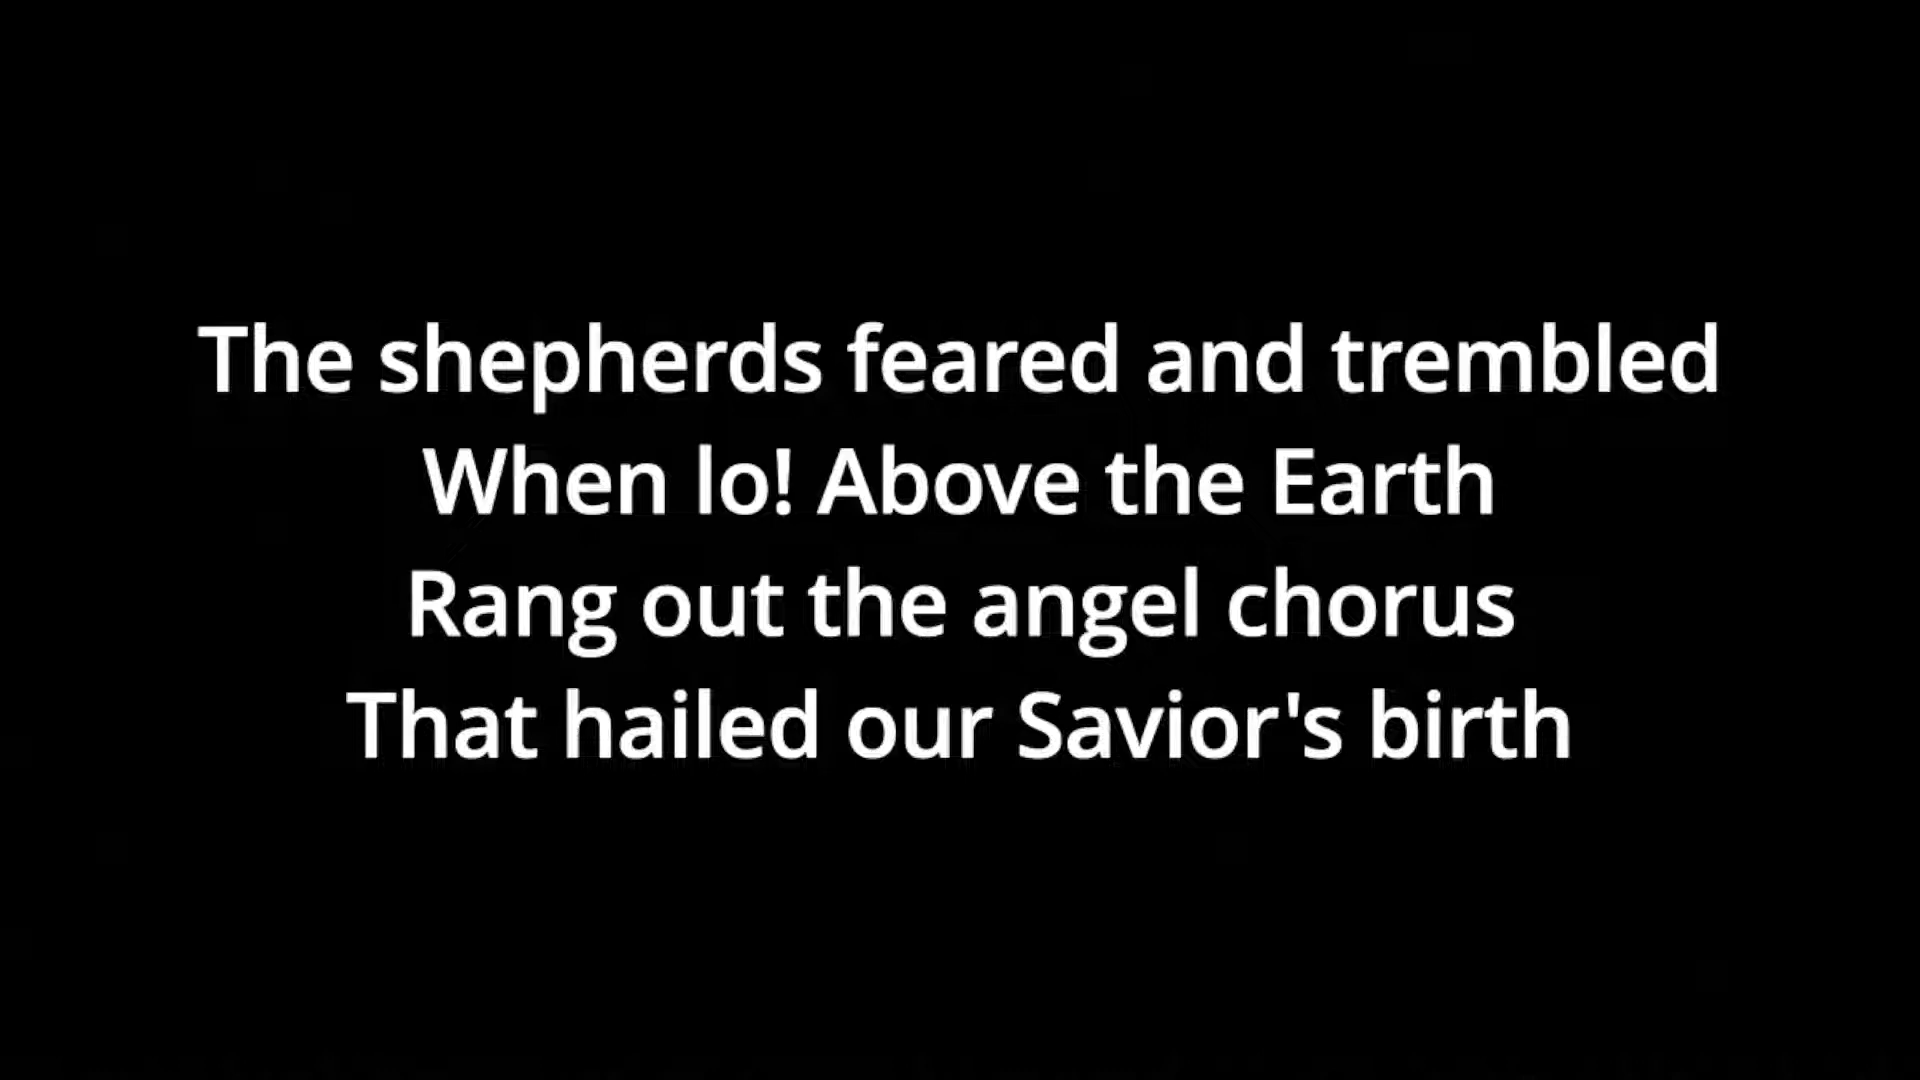 The shepherds feared and trembled
When lo! Above the Earth
Rang out the angel chorus
That hailed our Savior's birth